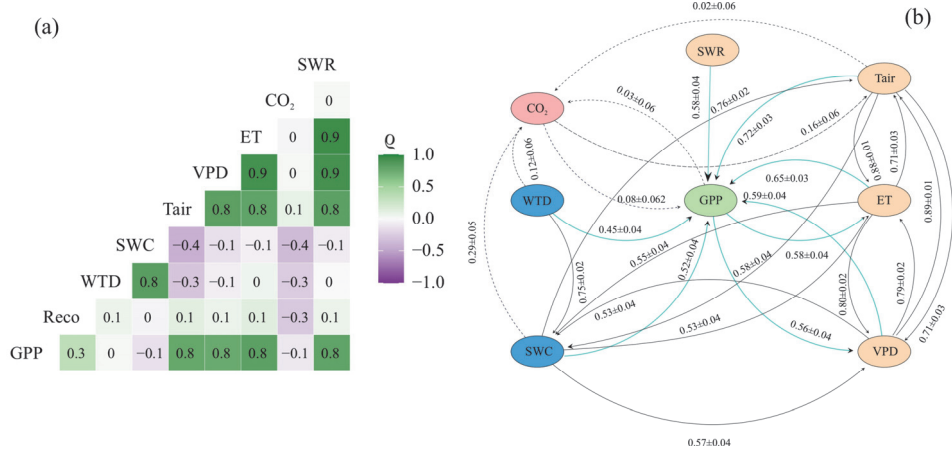 (a)
SWR
CO₂ 0
ET 0 0.9
VPD 0.9 0 0.9
Tair 0.8 0.8 0.1 0.8
SWC −0.4 −0.1 −0.1 −0.4 −0.1
WTD 0.8 −0.3 −0.1 0 −0.3 0
Reco 0.1 0 0.1 0.1 0.1 −0.3 0.1
GPP 0.3 0 −0.1 0.8 0.8 0.8 −0.1 0.8
ϱ
1.0
0.5
0.0
−0.5
−1.0
(b)
0.02±0.06
SWR
Tair
CO₂
0.03±0.06
0.58±0.04
0.76±0.02
0.72±0.03
0.16±0.06
0.12±0.06
0.88±0.01
0.71±0.03
0.65±0.03
WTD
GPP
ET
0.08±0.062
0.59±0.04
0.89±0.01
0.45±0.04
0.29±0.05
0.55±0.04
0.52±0.04
0.58±0.04
0.58±0.04
0.75±0.02
0.53±0.04
0.53±0.04
0.80±0.02
0.79±0.02
0.56±0.04
0.71±0.03
SWC
VPD
0.57±0.04